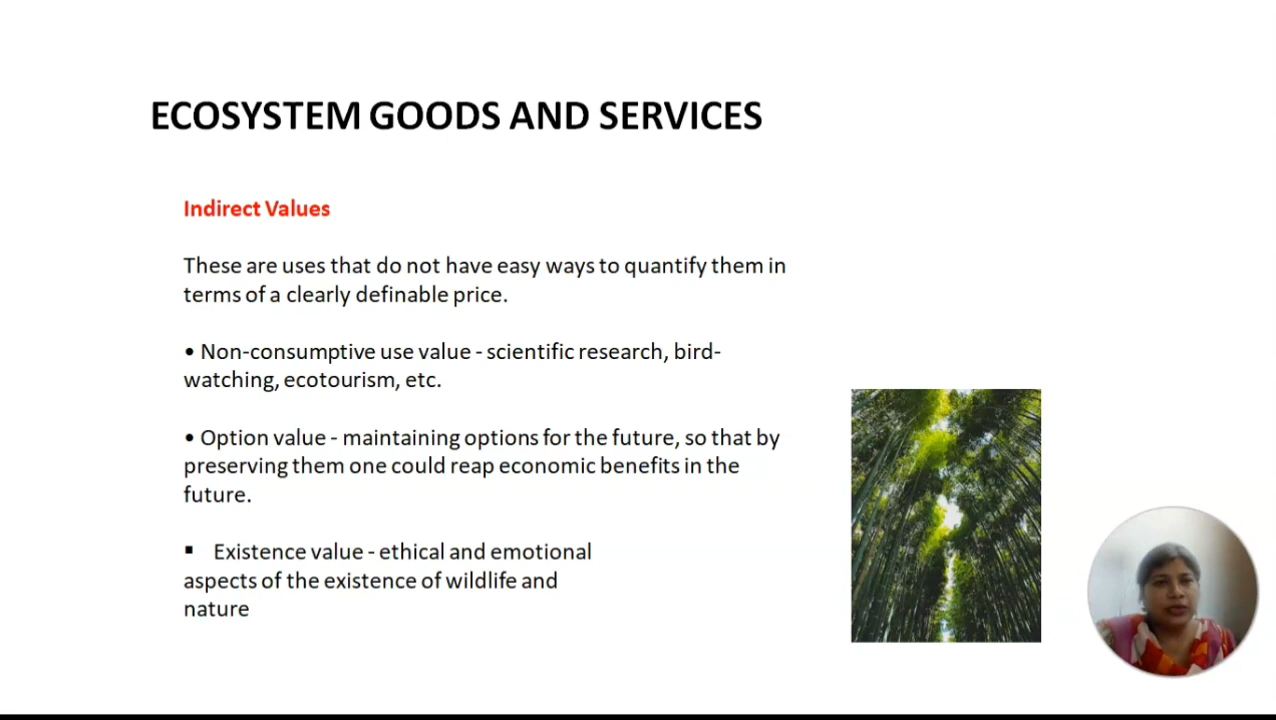 ECOSYSTEM GOODS AND SERVICES
Indirect Values
These are uses that do not have easy ways to quantify them in
terms of a clearly definable price.
• Non-consumptive use value - scientific research, bird-
watching, ecotourism, etc.
• Option value - maintaining options for the future, so that by
preserving them one could reap economic benefits in the
future.
▪ Existence value - ethical and emotional
aspects of the existence of wildlife and
nature